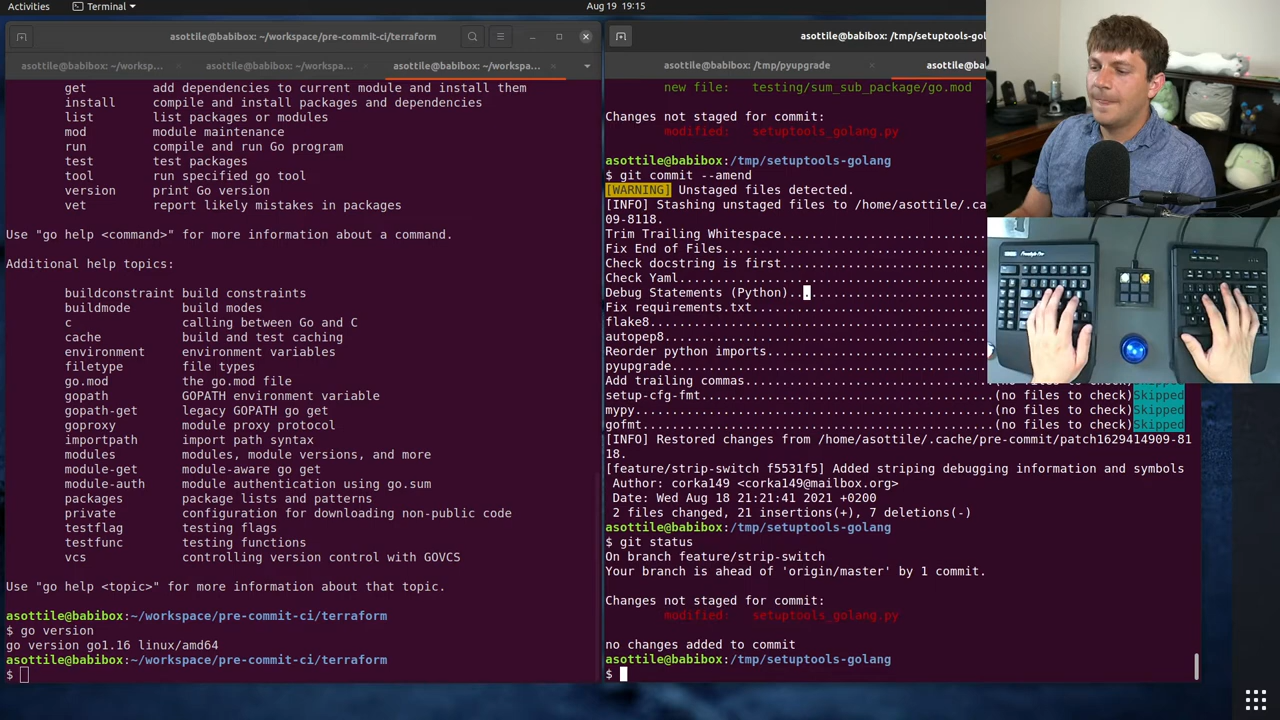 Activities
Terminal
Aug 19 19:15
asottile@babibox: ~/workspace/pre-commit-ci/terraform
asottile@babibox: ~/worksp...
asottile@babibox: ~/workspa...
asottile@babibox: ~/workspa...
get add dependencies to current module and install them
install compile and install packages and dependencies
list list packages or modules
mod module maintenance
run compile and run Go program
test test packages
tool run specified go tool
version print Go version
vet report likely mistakes in packages
Use "go help <command>" for more information about a command.
Additional help topics:
buildconstraint build constraints
buildmode build modes
c calling between Go and C
cache build and test caching
environment environment variables
filetype file types
go.mod the go.mod file
gopath GOPATH environment variable
gopath-get legacy GOPATH go get
goproxy module proxy protocol
importpath import path syntax
modules modules, module versions, and more
module-get module-aware go get
module-auth module authentication using go.sum
packages package lists and patterns
private configuration for downloading non-public code
testflag testing flags
testfunc testing functions
vcs controlling version control with GOVCS
Use "go help <topic>" for more information about that topic.
asottile@babibox:~/workspace/pre-commit-ci/terraform
$ go version
go version go1.16 linux/amd64
asottile@babibox:~/workspace/pre-commit-ci/terraform
$
asottile@babibox: /tmp/setuptools-gol
asottile@babibox: /tmp/pyupgrade
asottile@ba
new file: testing/sum_sub_package/go.mod
Changes not staged for commit:
modified: setuptools_golang.py
asottile@babibox:/tmp/setuptools-golang
$ git commit --amend
[WARNING] Unstaged files detected.
[INFO] Stashing unstaged files to /home/asottile/.ca
09-8118.
Trim Trailing Whitespace..........................
Fix End of Files..................................
Check docstring is first..........................
Check Yaml........................................
Debug Statements (Python).........................
Fix requirements.txt..............................
flake8............................................
autopep8..........................................
Reorder python imports............................
pyupgrade.........................................
Add trailing commas..................................(no files to check)Skipped
setup-cfg-fmt........................................(no files to check)Skipped
mypy.................................................(no files to check)Skipped
gofmt................................................(no files to check)Skipped
[INFO] Restored changes from /home/asottile/.cache/pre-commit/patch1629414909-81
18.
[feature/strip-switch f5531f5] Added striping debugging information and symbols
Author: corka149 <corka149@mailbox.org>
Date: Wed Aug 18 21:21:41 2021 +0200
2 files changed, 21 insertions(+), 7 deletions(-)
asottile@babibox:/tmp/setuptools-golang
$ git status
On branch feature/strip-switch
Your branch is ahead of 'origin/master' by 1 commit.
Changes not staged for commit:
modified: setuptools_golang.py
no changes added to commit
asottile@babibox:/tmp/setuptools-golang
$